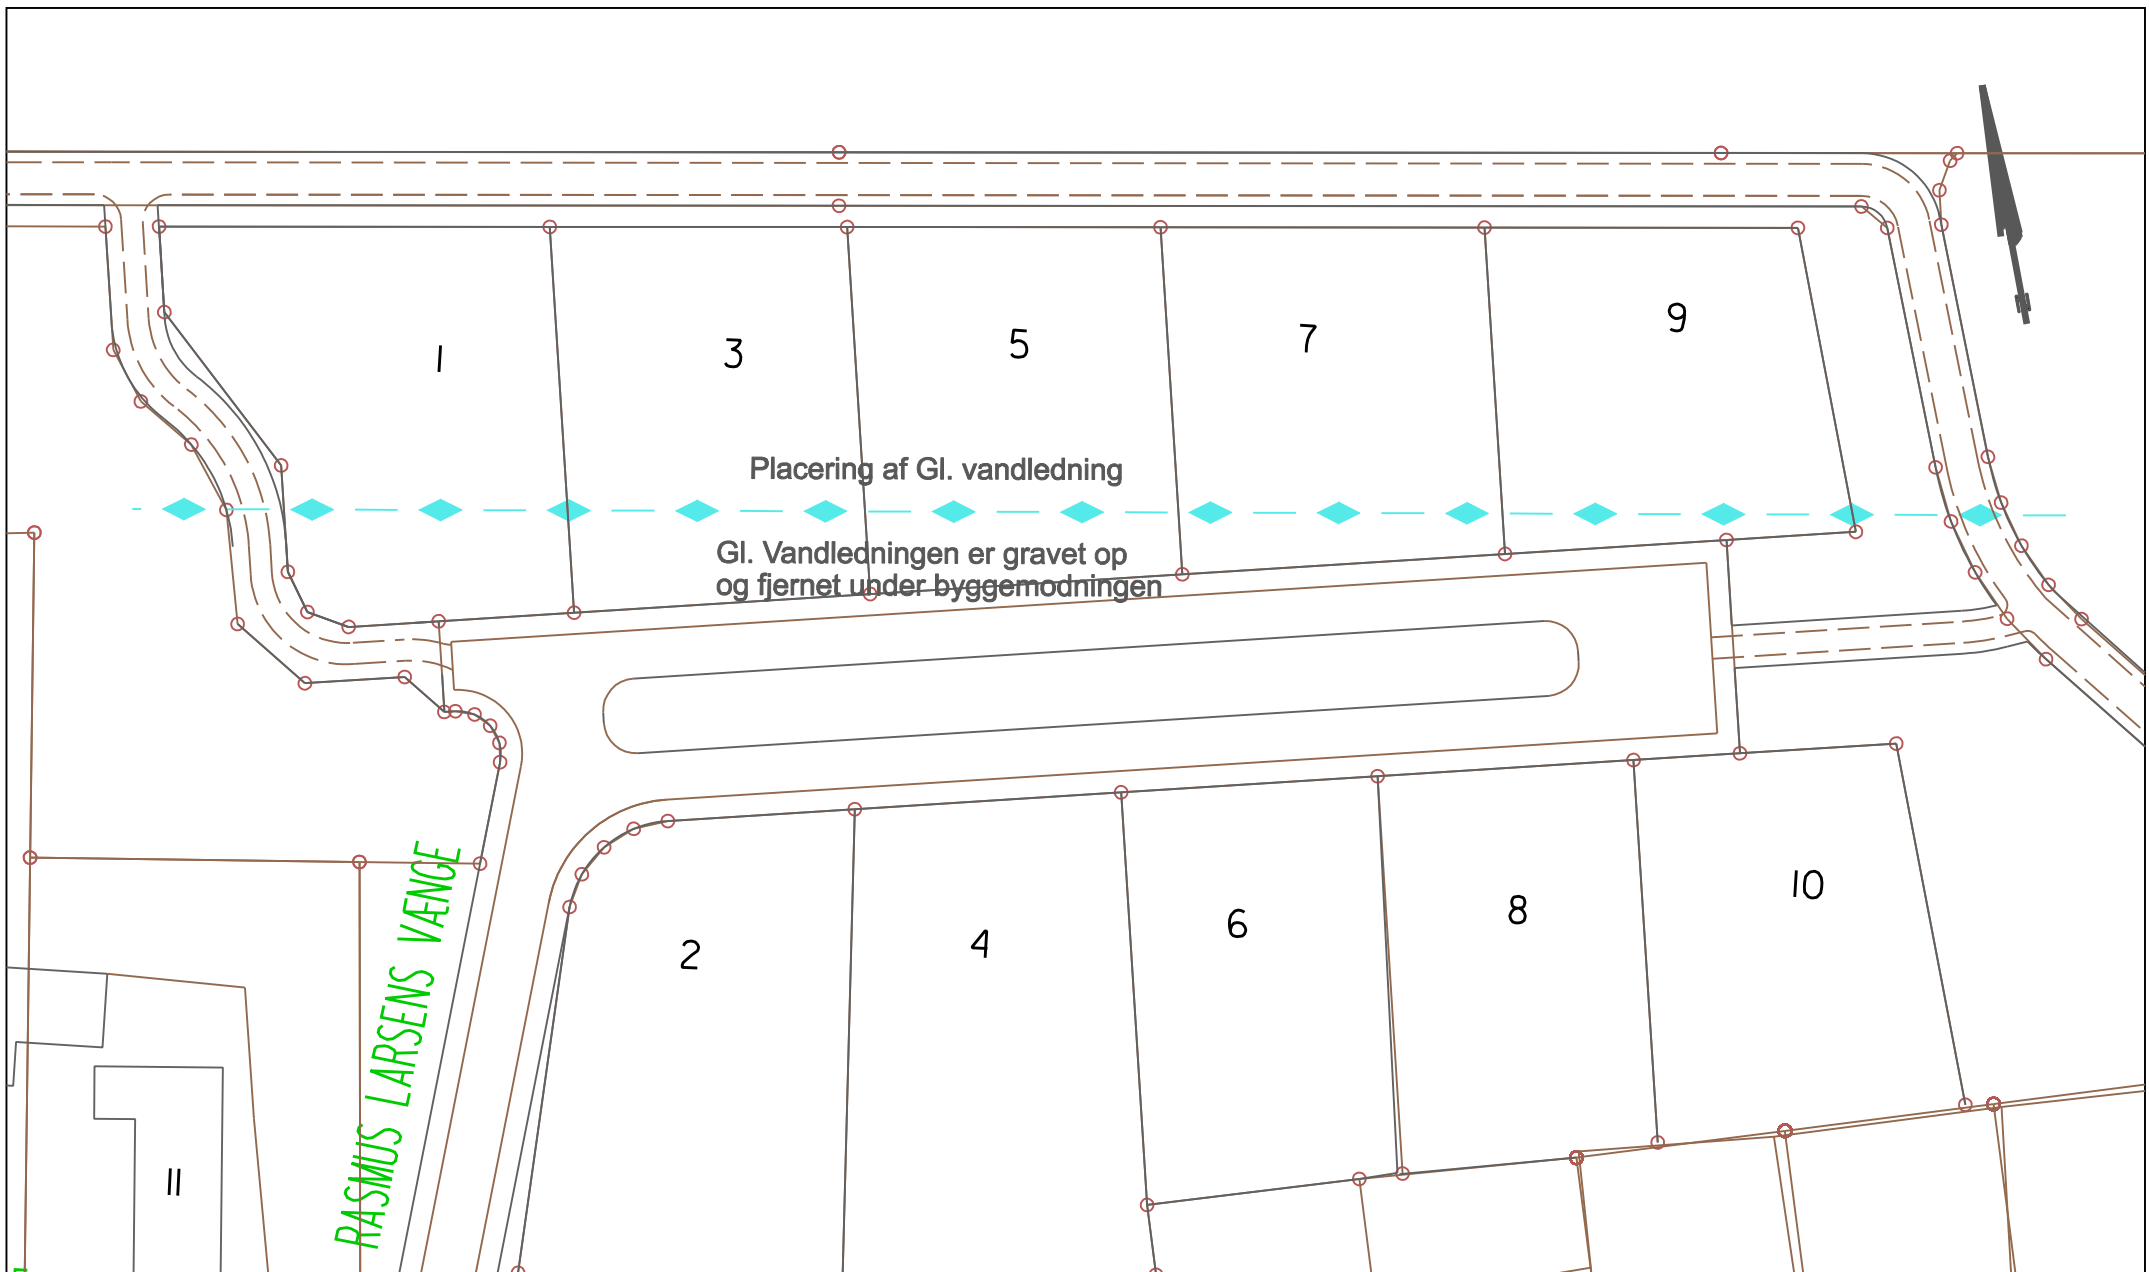 1
3
5
7
9
Placering af Gl. vandledning
Gl. Vandledningen er gravet op
og fjernet under byggemodningen
2
4
6
8
10
RASMUS LARSENS VÆNGE
11